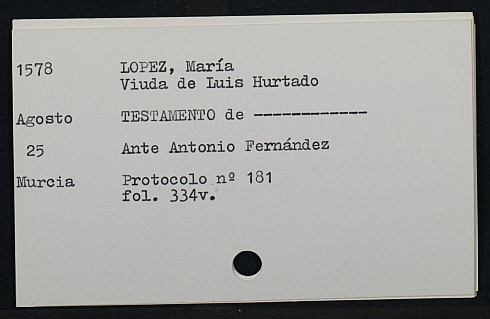 1578 LOPEZ, María
Viuda de Luis Hurtado
Agosto TESTAMENTO de ------------
25 Ante Antonio Fernández
Murcia Protocolo nº 181
fol. 334v.